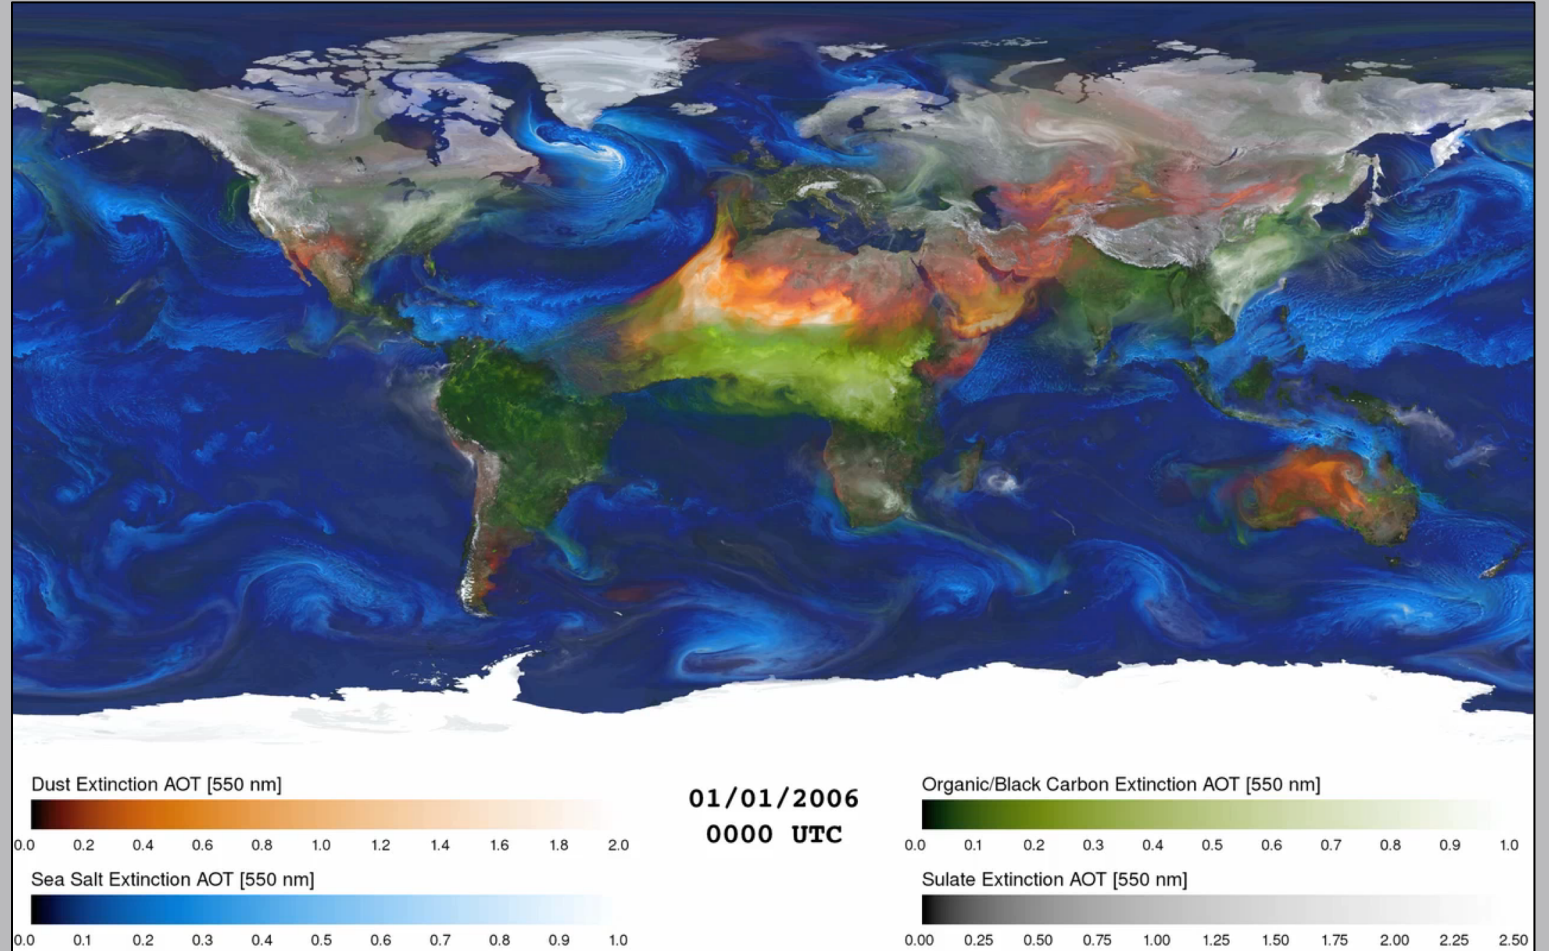 Dust Extinction AOT [550 nm]
0.0 0.2 0.4 0.6 0.8 1.0 1.2 1.4 1.6 1.8 2.0
Sea Salt Extinction AOT [550 nm]
0.0 0.1 0.2 0.3 0.4 0.5 0.6 0.7 0.8 0.9 1.0
01/01/2006
0000 UTC
Organic/Black Carbon Extinction AOT [550 nm]
0.0 0.1 0.2 0.3 0.4 0.5 0.6 0.7 0.8 0.9 1.0
Sulate Extinction AOT [550 nm]
0.00 0.25 0.50 0.75 1.00 1.25 1.50 1.75 2.00 2.25 2.50